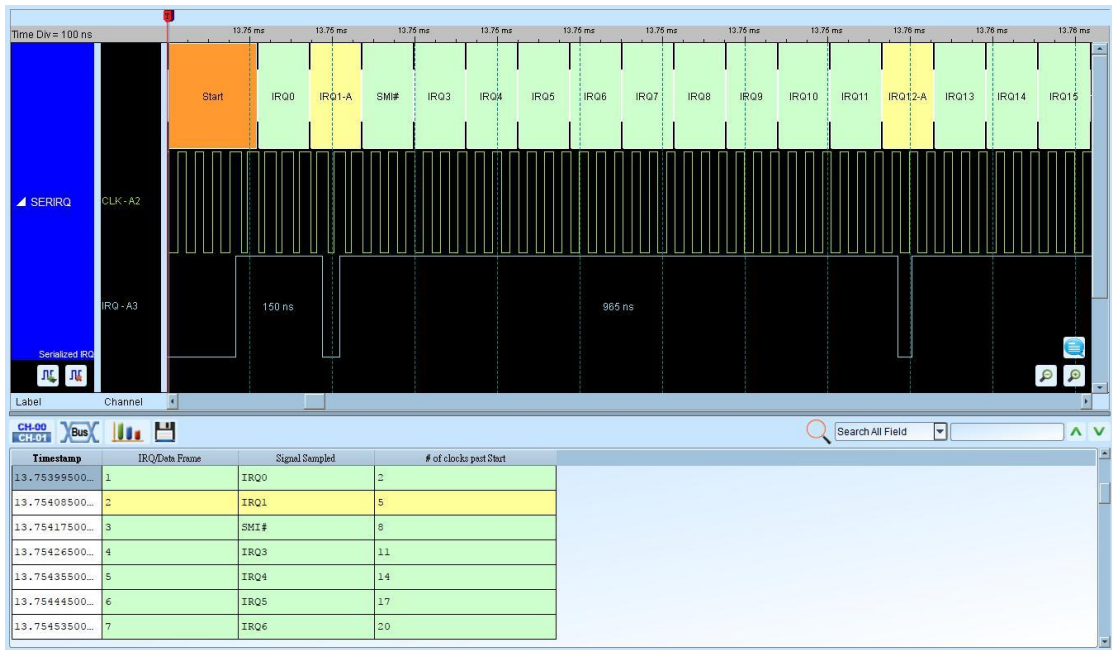 Time Div = 100 ns
13.75 ms 13.75 ms 13.75 ms 13.75 ms 13.75 ms 13.75 ms 13.75 ms 13.75 ms 13.76 ms 13.76 ms 13.76 ms
Start IRQ0 IRQ1-A SMI# IRQ3 IRQ4 IRQ5 IRQ6 IRQ7 IRQ8 IRQ9 IRQ10 IRQ11 IRQ12-A IRQ13 IRQ14 IRQ15
SERIRQ CLK - A2
IRQ - A3 150 ns 965 ns
Serialized IRQ
Label Channel
CH-00
CH-01 Bus Search All Field
Timestamp IRQ/Data Frame Signal Sampled # of clocks past Start
13.75399500... 1 IRQ0 2
13.75408500... 2 IRQ1 5
13.75417500... 3 SMI# 8
13.75426500... 4 IRQ3 11
13.75435500... 5 IRQ4 14
13.75444500... 6 IRQ5 17
13.75453500... 7 IRQ6 20